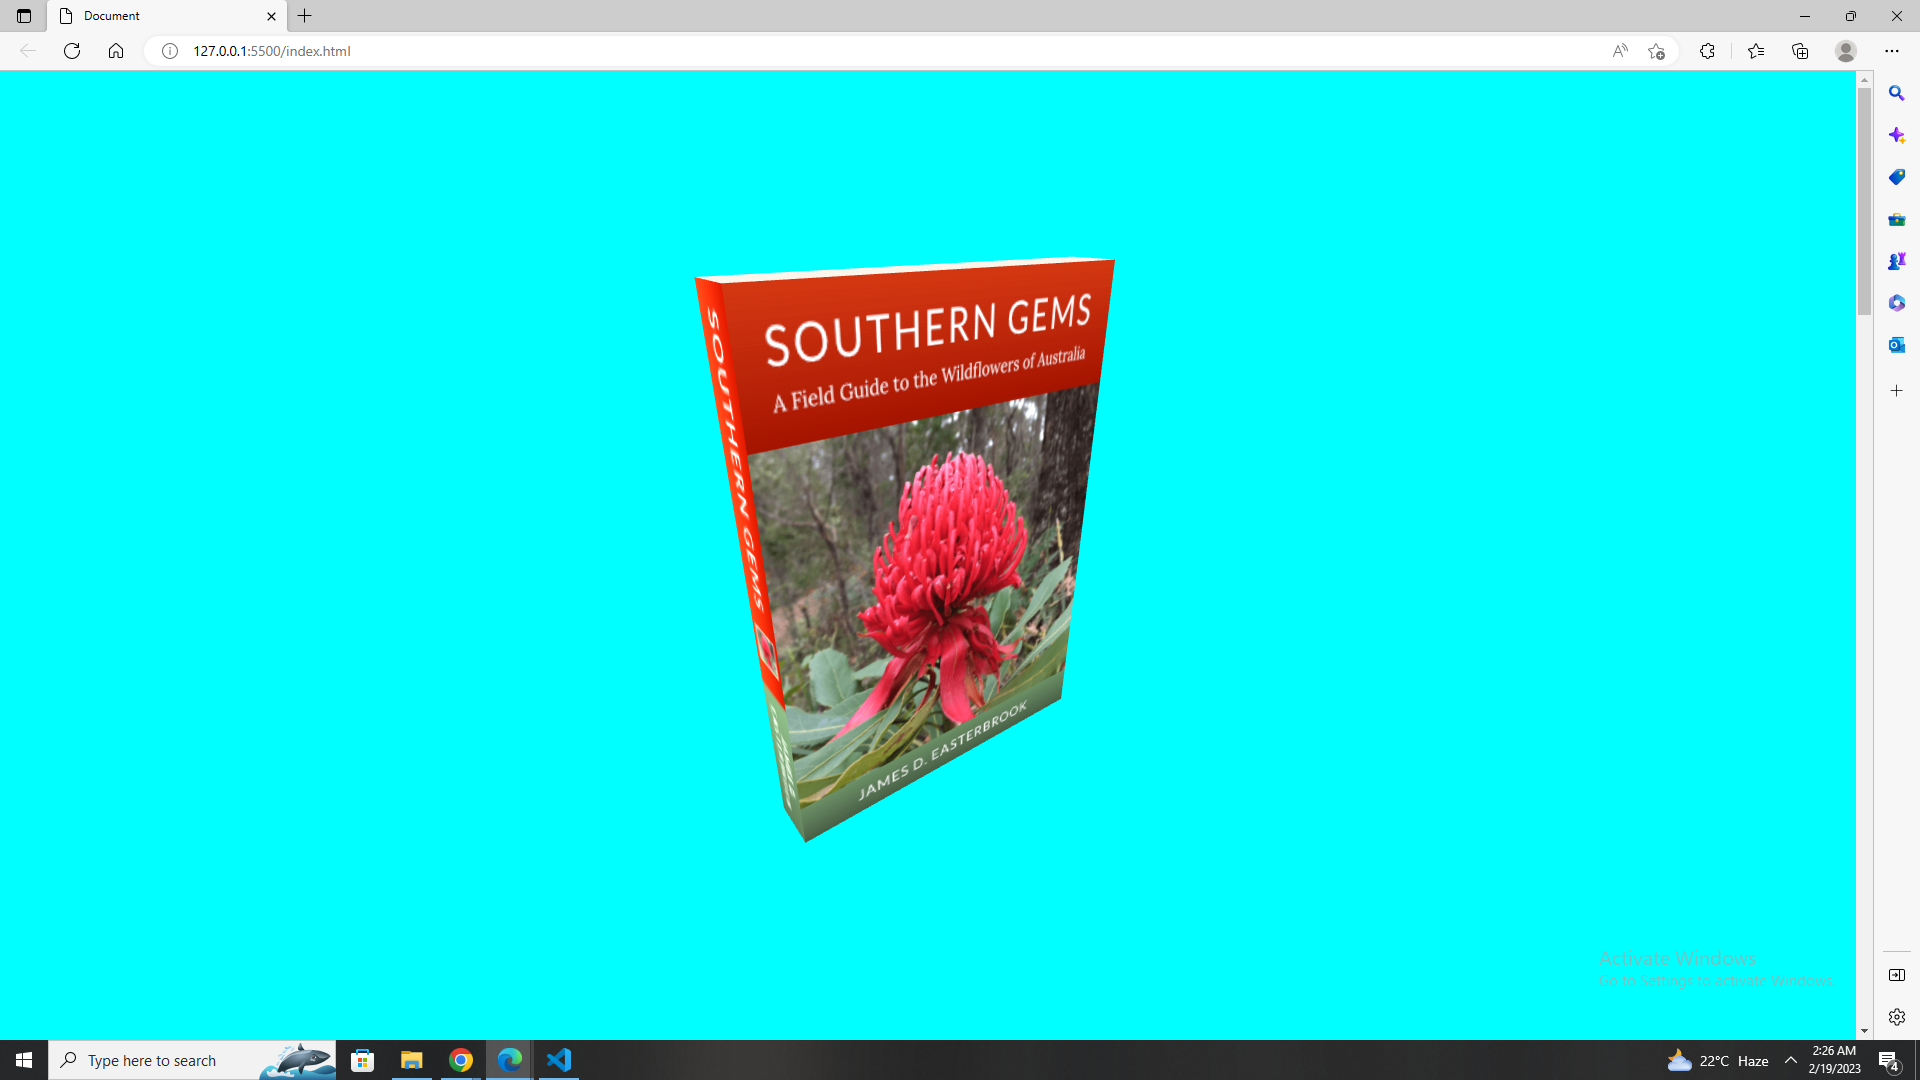 Document
127.0.0.1:5500/index.html
SOUTHERN GEMS
A Field Guide to the Wildflowers of Australia
SOUTHERN GEMS
JAMES D. EASTERBROOK
Activate Windows
Go to Settings to activate Windows.
Type here to search
22°C Haze
2:26 AM
2/19/2023
4